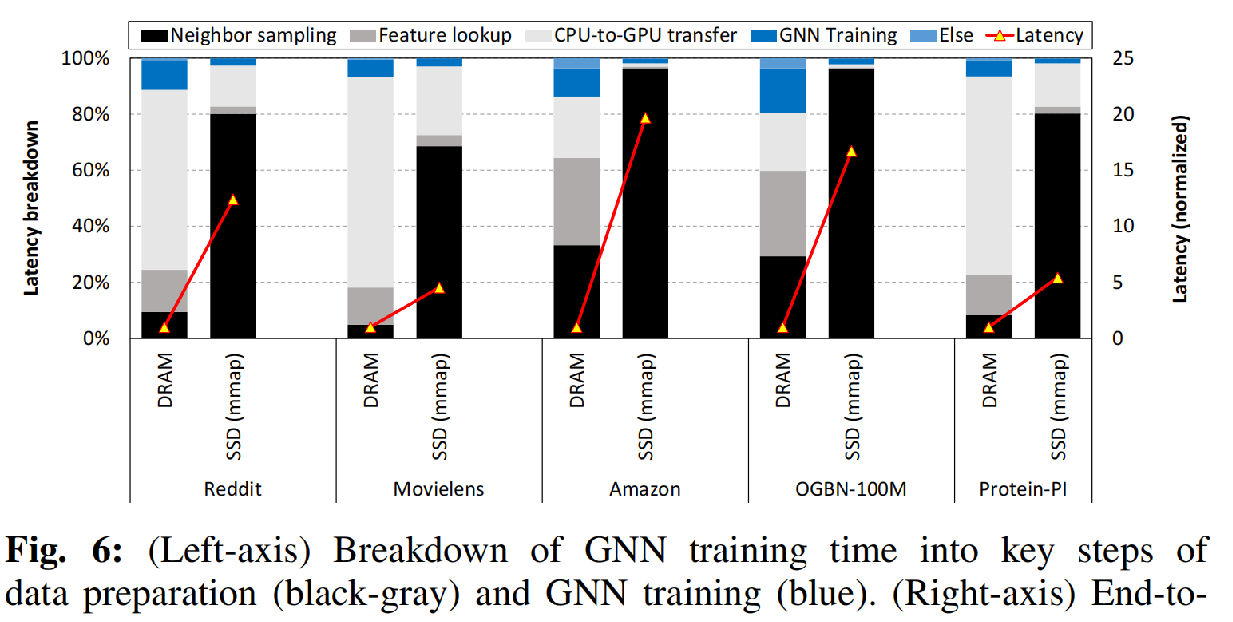 Neighbor sampling Feature lookup CPU-to-GPU transfer GNN Training Else Latency
100% 25
80% 20
60% 15
40% 10
20% 5
0% 0
Latency breakdown
Latency (normalized)
DRAM SSD (mmap) DRAM SSD (mmap) DRAM SSD (mmap) DRAM SSD (mmap) DRAM SSD (mmap)
Reddit Movielens Amazon OGBN-100M Protein-PI
Fig. 6: (Left-axis) Breakdown of GNN training time into key steps of
data preparation (black-gray) and GNN training (blue). (Right-axis) End-to-